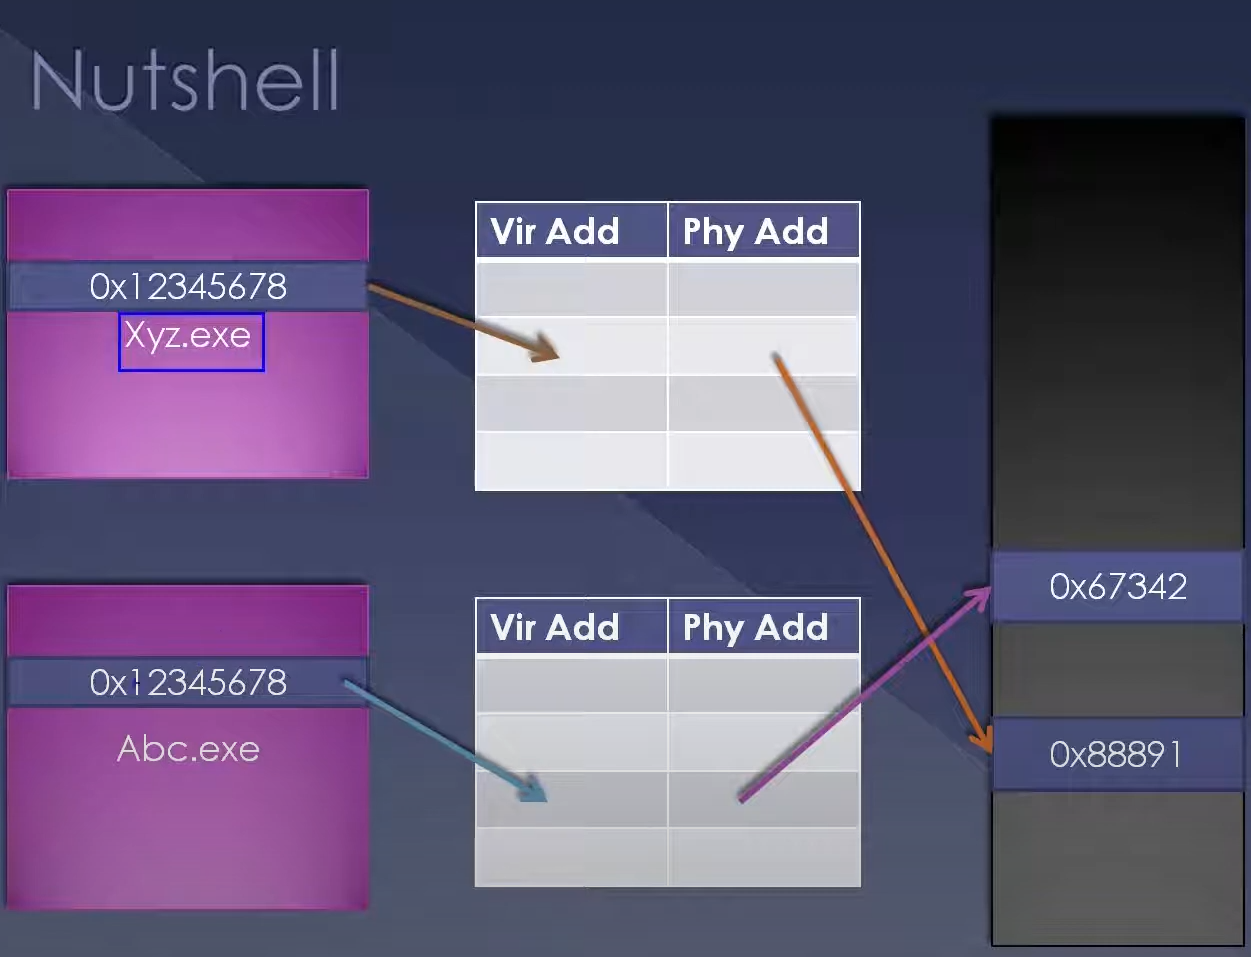 Nutshell
0x12345678
Xyz.exe
Vir Add
Phy Add
0x12345678
Abc.exe
Vir Add
Phy Add
0x67342
0x88891